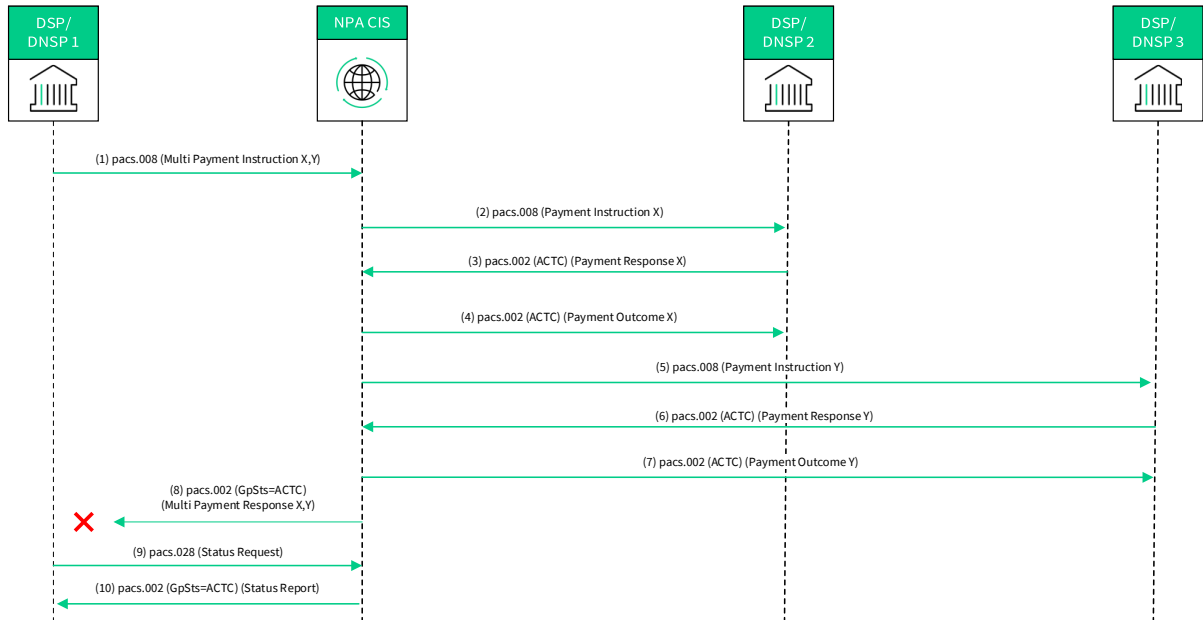 DSP/
DNSP 1
NPA CIS
DSP/
DNSP 2
DSP/
DNSP 3
(1) pacs.008 (Multi Payment Instruction X,Y)
(2) pacs.008 (Payment Instruction X)
(3) pacs.002 (ACTC) (Payment Response X)
(4) pacs.002 (ACTC) (Payment Outcome X)
(5) pacs.008 (Payment Instruction Y)
(6) pacs.002 (ACTC) (Payment Response Y)
(7) pacs.002 (ACTC) (Payment Outcome Y)
(8) pacs.002 (GpSts=ACTC)
(Multi Payment Response X,Y)
(9) pacs.028 (Status Request)
(10) pacs.002 (GpSts=ACTC) (Status Report)